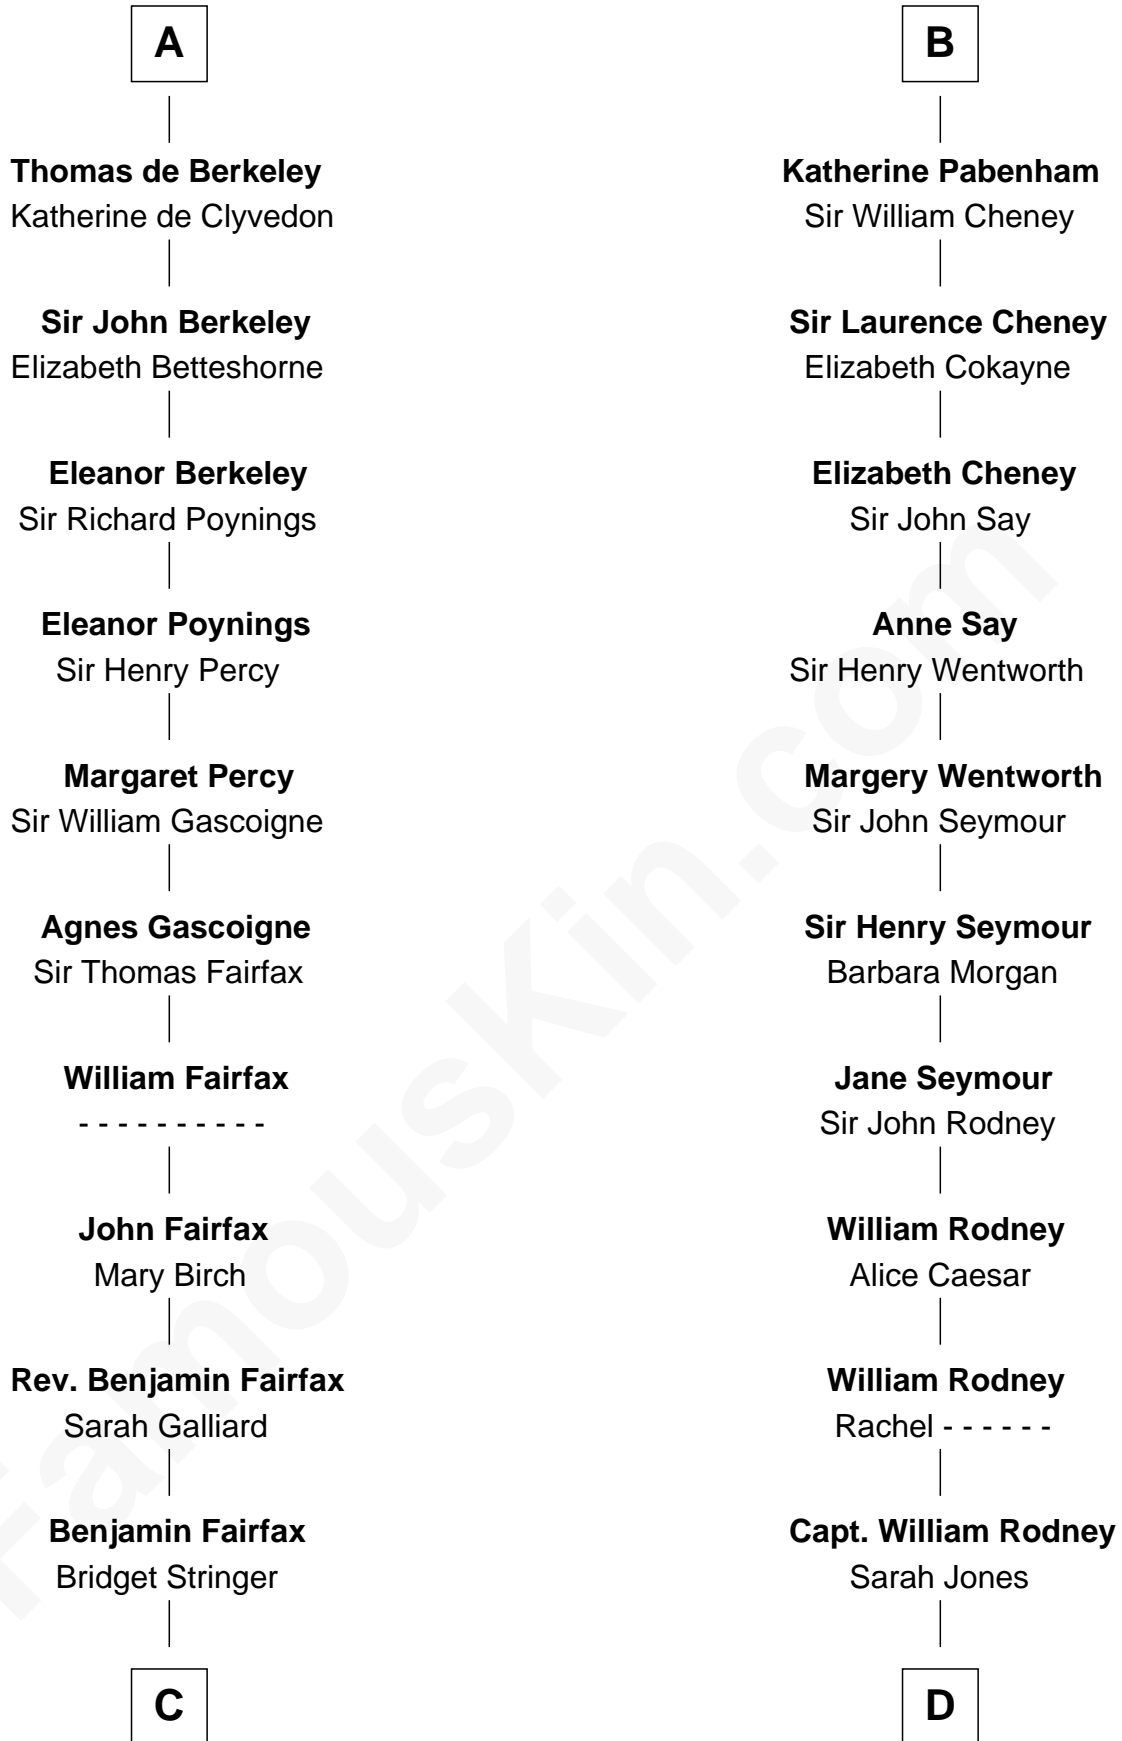 A
Thomas de Berkeley
Katherine de Clyvedon
Sir John Berkeley
Elizabeth Betteshorne
Eleanor Berkeley
Sir Richard Poynings
Eleanor Poynings
Sir Henry Percy
Margaret Percy
Sir William Gascoigne
Agnes Gascoigne
Sir Thomas Fairfax
William Fairfax
- - - - - - - - - -
John Fairfax
Mary Birch
Rev. Benjamin Fairfax
Sarah Galliard
Benjamin Fairfax
Bridget Stringer
C
B
Katherine Pabenham
Sir William Cheney
Sir Laurence Cheney
Elizabeth Cokayne
Elizabeth Cheney
Sir John Say
Anne Say
Sir Henry Wentworth
Margery Wentworth
Sir John Seymour
Sir Henry Seymour
Barbara Morgan
Jane Seymour
Sir John Rodney
William Rodney
Alice Caesar
William Rodney
Rachel - - - - - -
Capt. William Rodney
Sarah Jones
D
FamousKin.com